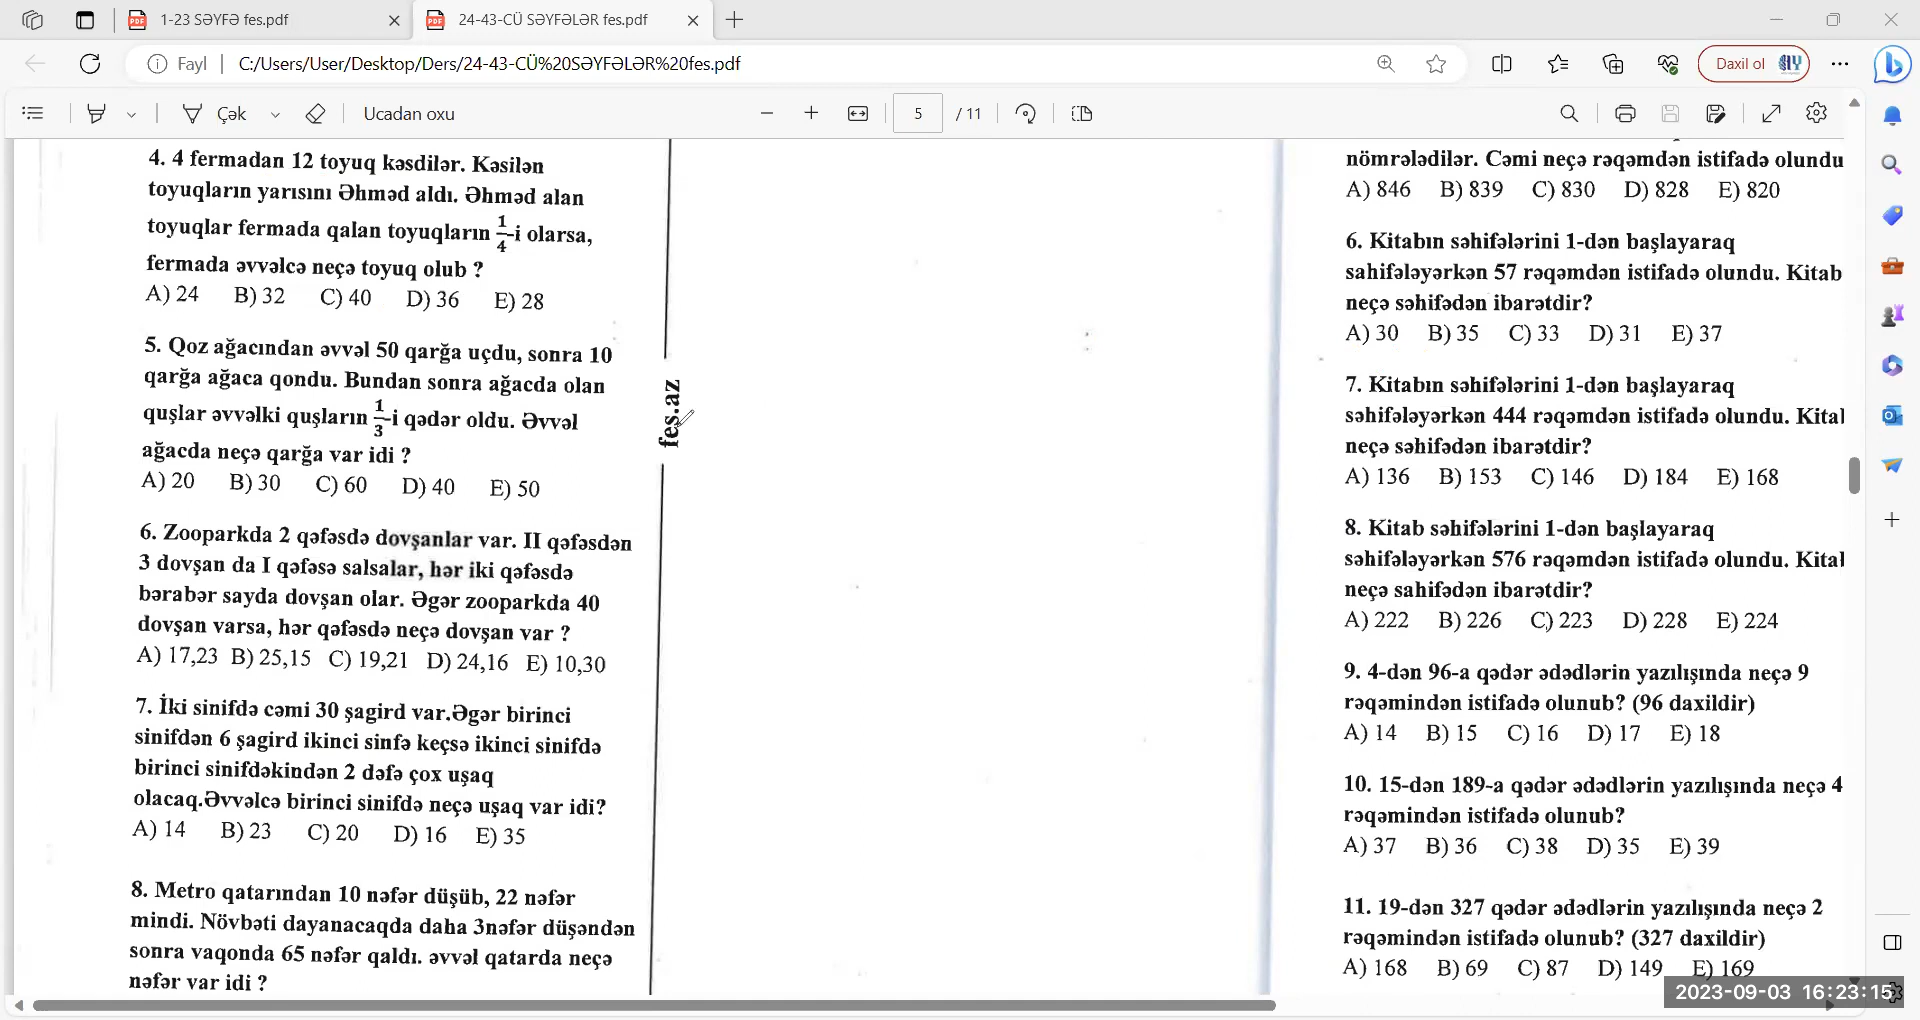 1-23 SƏYFƏ fes.pdf
24-43-CÜ SƏYFƏLƏR fes.pdf
Fayl
C:/Users/User/Desktop/Ders/24-43-CÜ%20SƏYFƏLƏR%20fes.pdf
Daxil ol
Çək
Ucadan oxu
5 / 11
4. 4 fermadan 12 toyuq kəsdilər. Kəsilən
toyuqların yarısını Əhməd aldı. Əhməd alan
toyuqlar fermada qalan toyuqların 1/4-i olarsa,
fermada əvvəlcə neçə toyuq olub ?
A) 24 B) 32 C) 40 D) 36 E) 28
5. Qoz ağacından əvvəl 50 qarğa uçdu, sonra 10
qarğa ağaca qondu. Bundan sonra ağacda olan
quşlar əvvəlki quşların 1/3-i qədər oldu. Əvvəl
ağacda neçə qarğa var idi ?
A) 20 B) 30 C) 60 D) 40 E) 50
6. Zooparkda 2 qəfəsdə dovşanlar var. II qəfəsdən
3 dovşan da I qəfəsə salsalar, hər iki qəfəsdə
bərabər sayda dovşan olar. Əgər zooparkda 40
dovşan varsa, hər qəfəsdə neçə dovşan var ?
A) 17,23 B) 25,15 C) 19,21 D) 24,16 E) 10,30
7. İki sinifdə cəmi 30 şagird var.Əgər birinci
sinifdən 6 şagird ikinci sinfə keçsə ikinci sinifdə
birinci sinifdəkindən 2 dəfə çox uşaq
olacaq.Əvvəlcə birinci sinifdə neçə uşaq var idi?
A) 14 B) 23 C) 20 D) 16 E) 35
8. Metro qatarından 10 nəfər düşüb, 22 nəfər
mindi. Növbəti dayanacaqda daha 3nəfər düşəndən
sonra vaqonda 65 nəfər qaldı. əvvəl qatarda neçə
nəfər var idi ?
fes.az
nömrələdilər. Cəmi neçə rəqəmdən istifadə olundu
A) 846 B) 839 C) 830 D) 828 E) 820
6. Kitabın səhifələrini 1-dən başlayaraq
sahifələyərkən 57 rəqəmdən istifadə olundu. Kitab
neçə səhifədən ibarətdir?
A) 30 B) 35 C) 33 D) 31 E) 37
7. Kitabın səhifələrini 1-dən başlayaraq
səhifələyərkən 444 rəqəmdən istifadə olundu. Kital
neçə səhifədən ibarətdir?
A) 136 B) 153 C) 146 D) 184 E) 168
8. Kitab səhifələrini 1-dən başlayaraq
səhifələyərkən 576 rəqəmdən istifadə olundu. Kital
neçə sahifədən ibarətdir?
A) 222 B) 226 C) 223 D) 228 E) 224
9. 4-dən 96-a qədər ədədlərin yazılışında neçə 9
rəqəmindən istifadə olunub? (96 daxildir)
A) 14 B) 15 C) 16 D) 17 E) 18
10. 15-dən 189-a qədər ədədlərin yazılışında neçə 4
rəqəmindən istifadə olunub?
A) 37 B) 36 C) 38 D) 35 E) 39
11. 19-dən 327 qədər ədədlərin yazılışında neçə 2
rəqəmindən istifadə olunub? (327 daxildir)
A) 168 B) 69 C) 87 D) 149 E) 169
2023-09-03 16:23:15